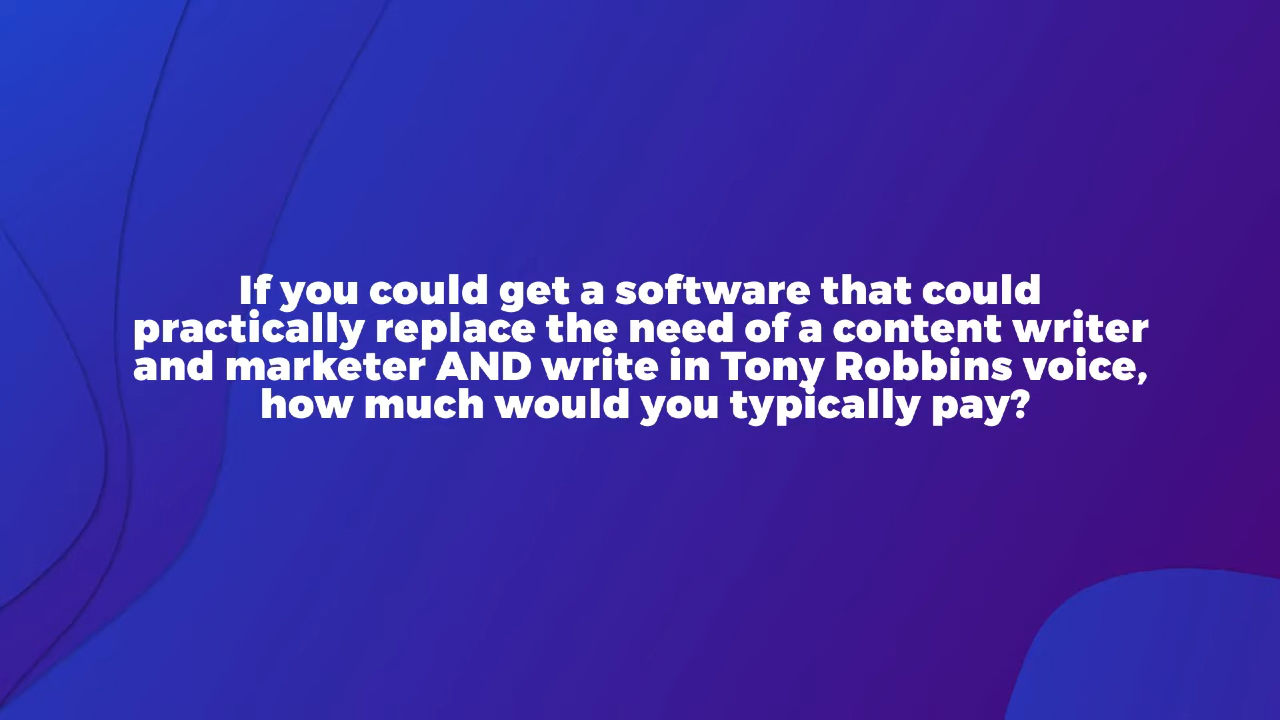 If you could get a software that could
practically replace the need of a content writer
and marketer AND write in Tony Robbins voice,
how much would you typically pay?